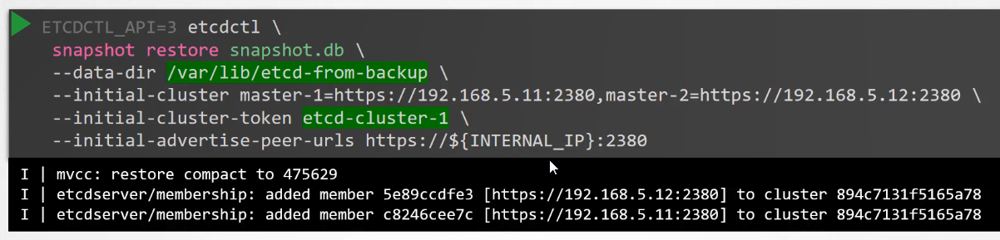 ETCDCTL_API=3 etcdctl \
snapshot restore snapshot.db \
--data-dir /var/lib/etcd-from-backup \
--initial-cluster master-1=https://192.168.5.11:2380,master-2=https://192.168.5.12:2380 \
--initial-cluster-token etcd-cluster-1 \
--initial-advertise-peer-urls https://${INTERNAL_IP}:2380
I | mvcc: restore compact to 475629
I | etcdserver/membership: added member 5e89ccdfe3 [https://192.168.5.12:2380] to cluster 894c7131f5165a78
I | etcdserver/membership: added member c8246cee7c [https://192.168.5.11:2380] to cluster 894c7131f5165a78